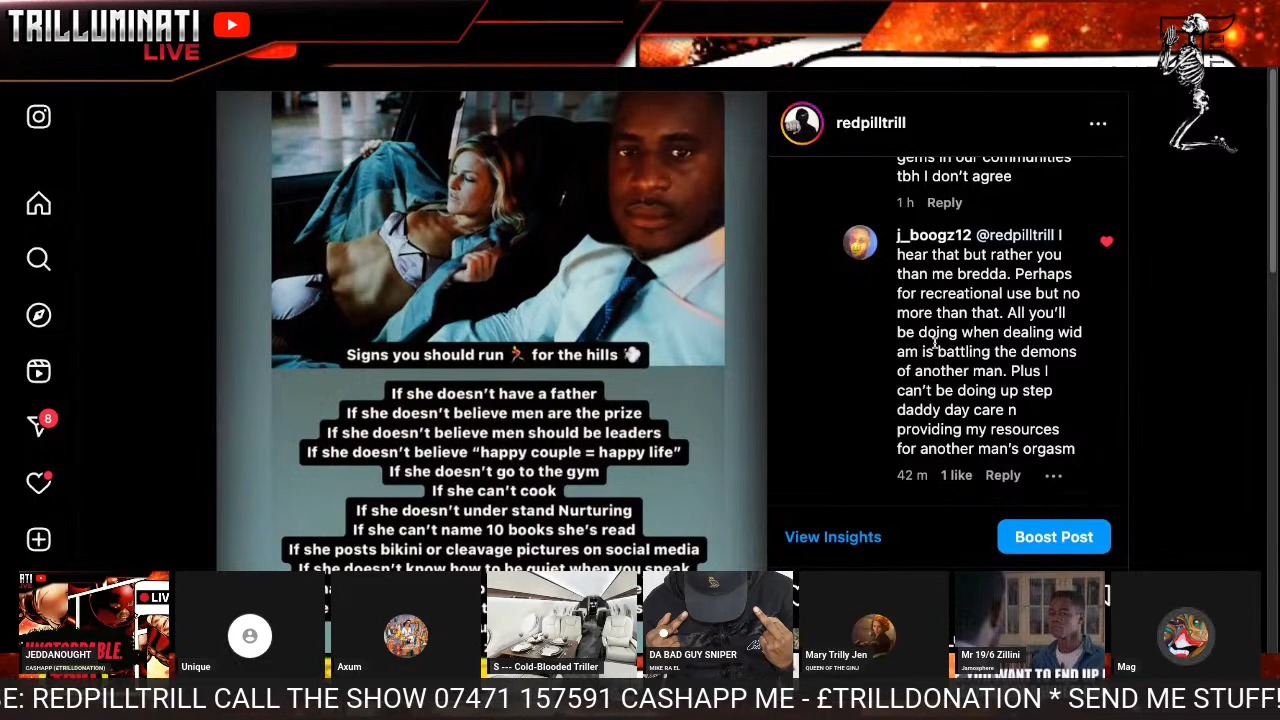 TRILLUMINATI
LIVE
redpilltrill
gems in our communities
tbh I don't agree
1 h Reply
j_boogz12 @redpilltrill I
hear that but rather you
than me bredda. Perhaps
for recreational use but no
more than that. All you'll
be doing when dealing wid
am is battling the demons
of another man. Plus I
can't be doing up step
daddy day care n
providing my resources
for another man's orgasm
42 m 1 like Reply
View Insights
Boost Post
8
Signs you should run 🏃 for the hills 💨
If she doesn't have a father
If she doesn't believe men are the prize
If she doesn't believe men should be leaders
If she doesn't believe "happy couple = happy life"
If she doesn't go to the gym
If she can't cook
If she doesn't under stand Nurturing
If she can't name 10 books she's read
If she posts bikini or cleavage pictures on social media
If she doesn't know how to be quiet when you speak
LIV
JEDDANOUGHT
CASHAPP (£TRILLDONATION)
Unique
Axum
S --- Cold-Blooded Triller
DA BAD GUY SNIPER
MIKE RA EL
Mary Trilly Jen
QUEEN OF THE GINJ
Mr 19/6 Zillini
Jamosphere
Mag
E: REDPILLTRILL CALL THE SHOW 07471 157591 CASHAPP ME - £TRILLDONATION * SEND ME STUFF